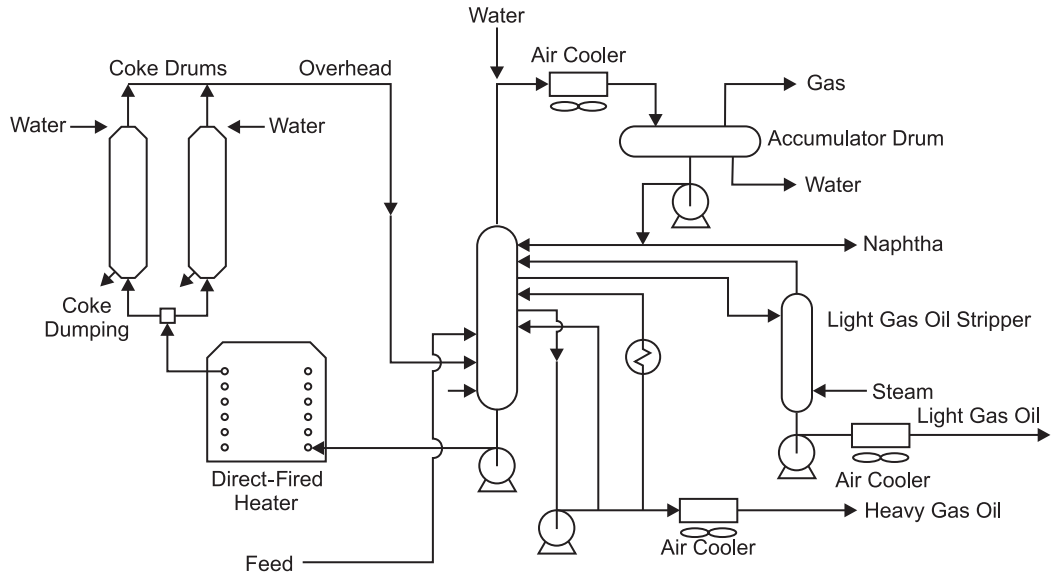 Water
Air Cooler
Coke Drums
Overhead
Gas
Water
Water
Accumulator Drum
Water
Naphtha
Coke
Dumping
Light Gas Oil Stripper
Steam
Light Gas Oil
Direct-Fired
Heater
Air Cooler
Heavy Gas Oil
Air Cooler
Feed